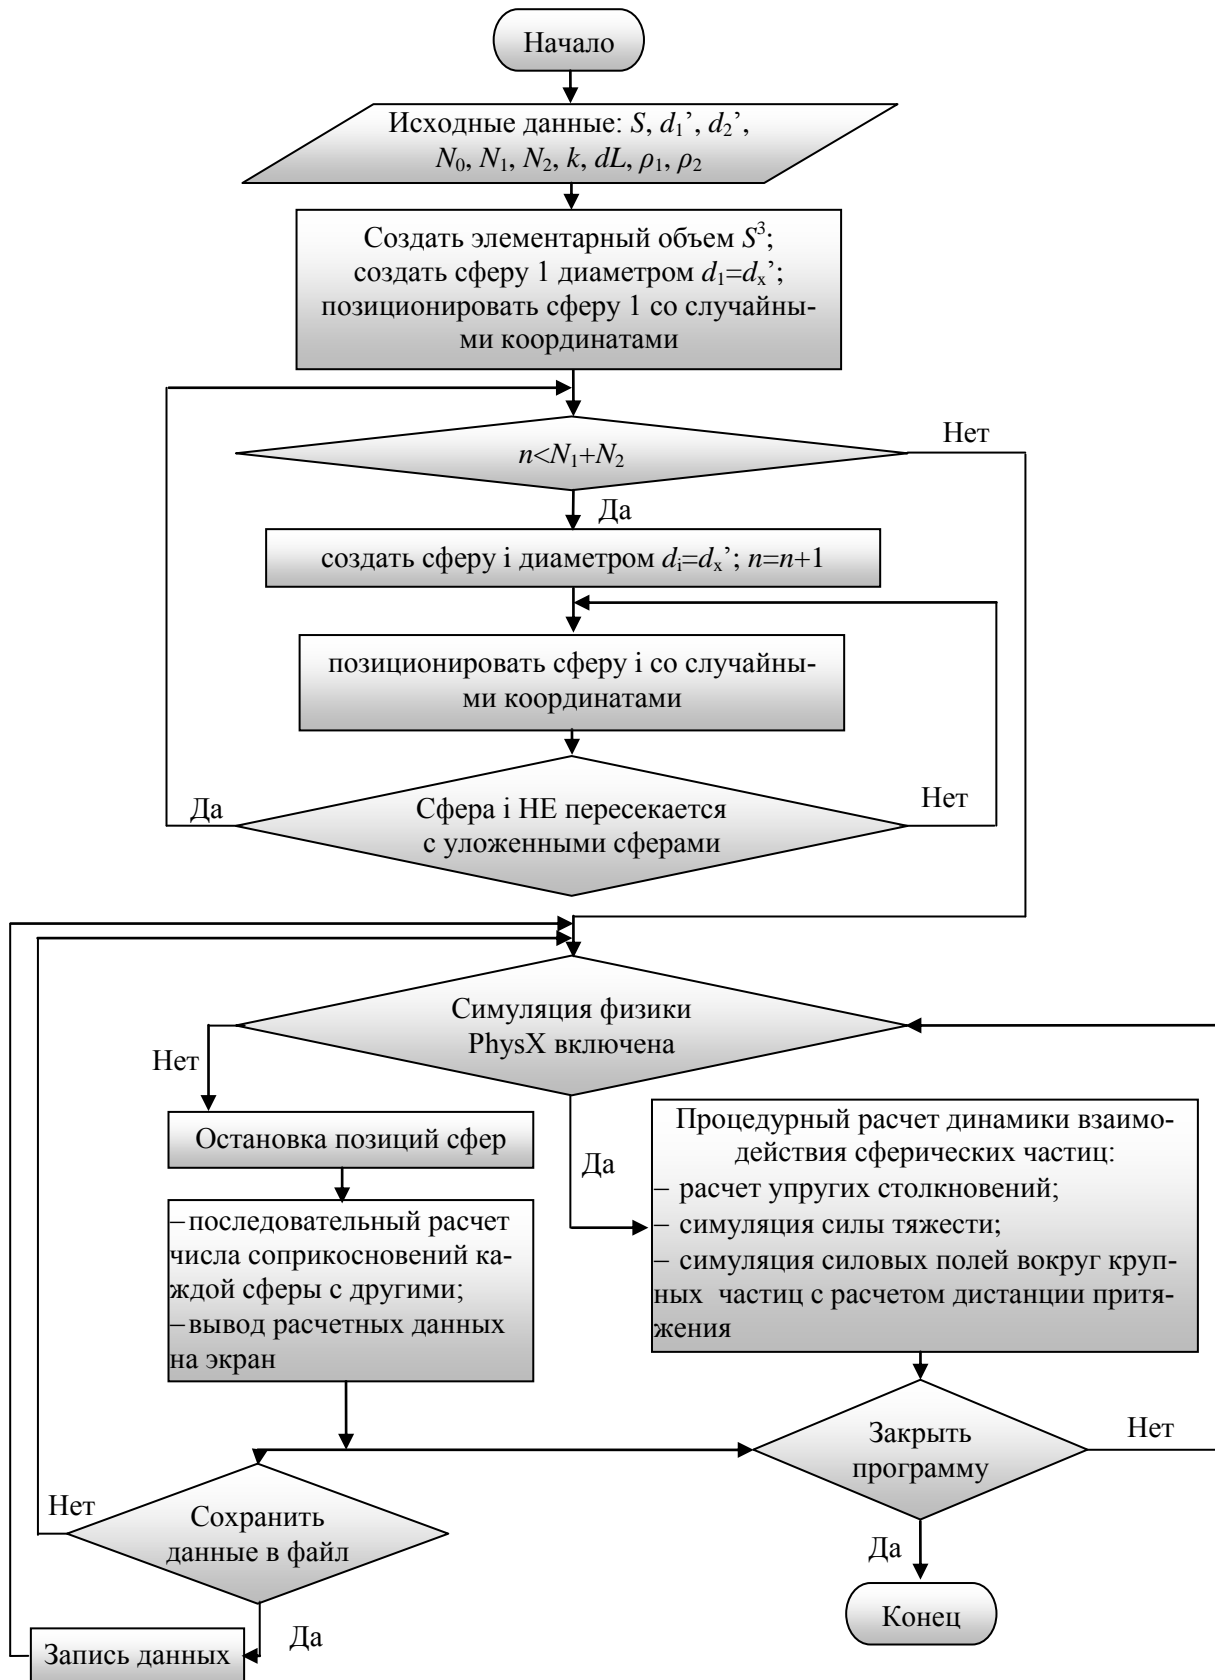 Начало
Исходные данные: S, d₁’, d₂’,
N₀, N₁, N₂, k, dL, ρ₁, ρ₂
Создать элементарный объем S³;
создать сферу 1 диаметром d₁=dₓ’;
позиционировать сферу 1 со случайны-
ми координатами
n<N₁+N₂
Нет
Да
создать сферу i диаметром dᵢ=dₓ’; n=n+1
позиционировать сферу i со случайны-
ми координатами
Да
Сфера i НЕ пересекается
с уложенными сферами
Нет
Симуляция физики
PhysX включена
Нет
Да
Остановка позиций сфер
– последовательный расчет
числа соприкосновений ка-
ждой сферы с другими;
– вывод расчетных данных
на экран
Процедурный расчет динамики взаимо-
действия сферических частиц:
– расчет упругих столкновений;
– симуляция силы тяжести;
– симуляция силовых полей вокруг круп-
ных частиц с расчетом дистанции притя-
жения
Закрыть
программу
Нет
Да
Нет
Сохранить
данные в файл
Да
Запись данных
Конец